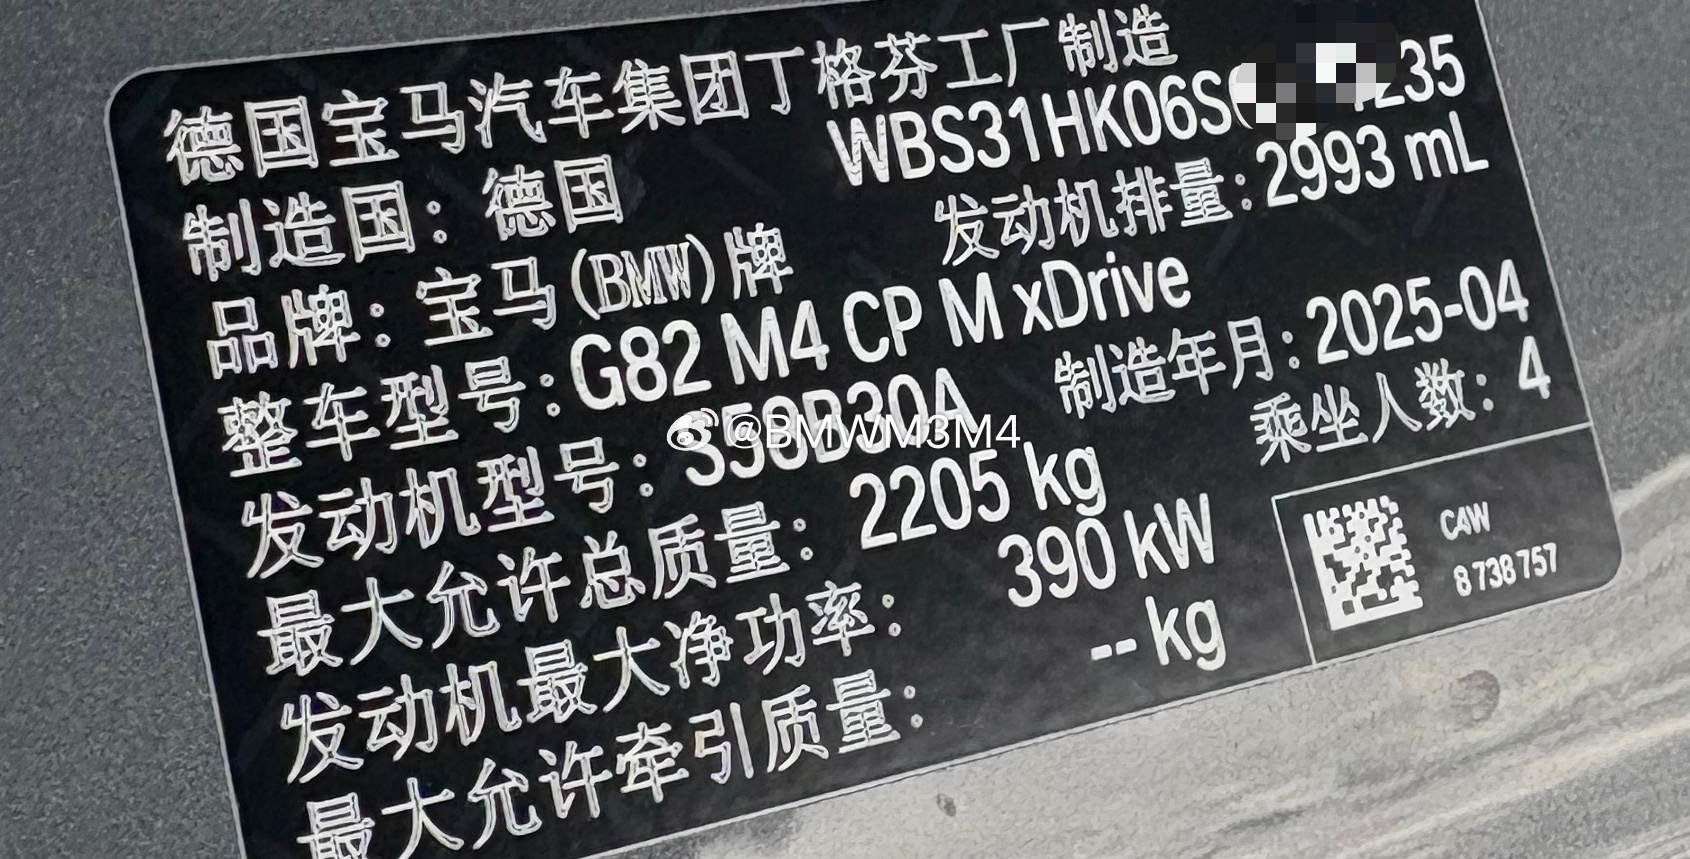 德国宝马汽车集团丁格芬工厂制造
WBS31HK06S 235
制造国：德国
发动机排量：2993 mL
品牌：宝马(BMW)牌
整车型号：G82 M4 CP M xDrive
制造年月：2025-04
发动机型号：S58B30A
乘坐人数：4
最大允许总质量：2205 kg
发动机最大净功率：390 kW
最大允许牵引质量：-- kg
C4W
8 738 757
@BMWM3M4